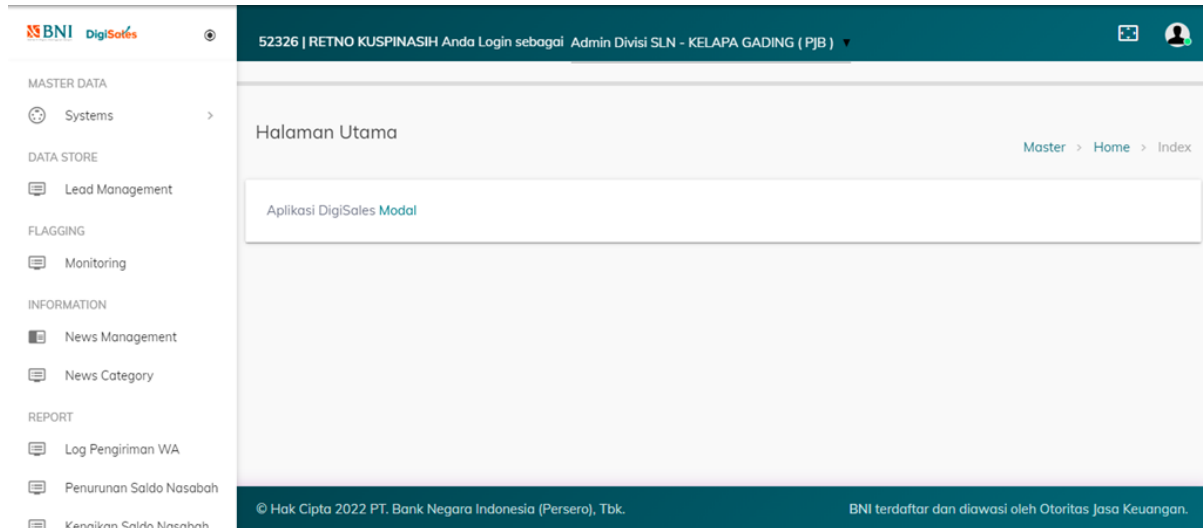 BNI DigiSales
52326 | RETNO KUSPINASIH Anda Login sebagai Admin Divisi SLN - KELAPA GADING ( PJB )
MASTER DATA
Systems
DATA STORE
Lead Management
FLAGGING
Monitoring
INFORMATION
News Management
News Category
REPORT
Log Pengiriman WA
Penurunan Saldo Nasabah
Kenaikan Saldo Nasabah
Halaman Utama
Master > Home > Index
Aplikasi DigiSales Modal
© Hak Cipta 2022 PT. Bank Negara Indonesia (Persero), Tbk.
BNI terdaftar dan diawasi oleh Otoritas Jasa Keuangan.